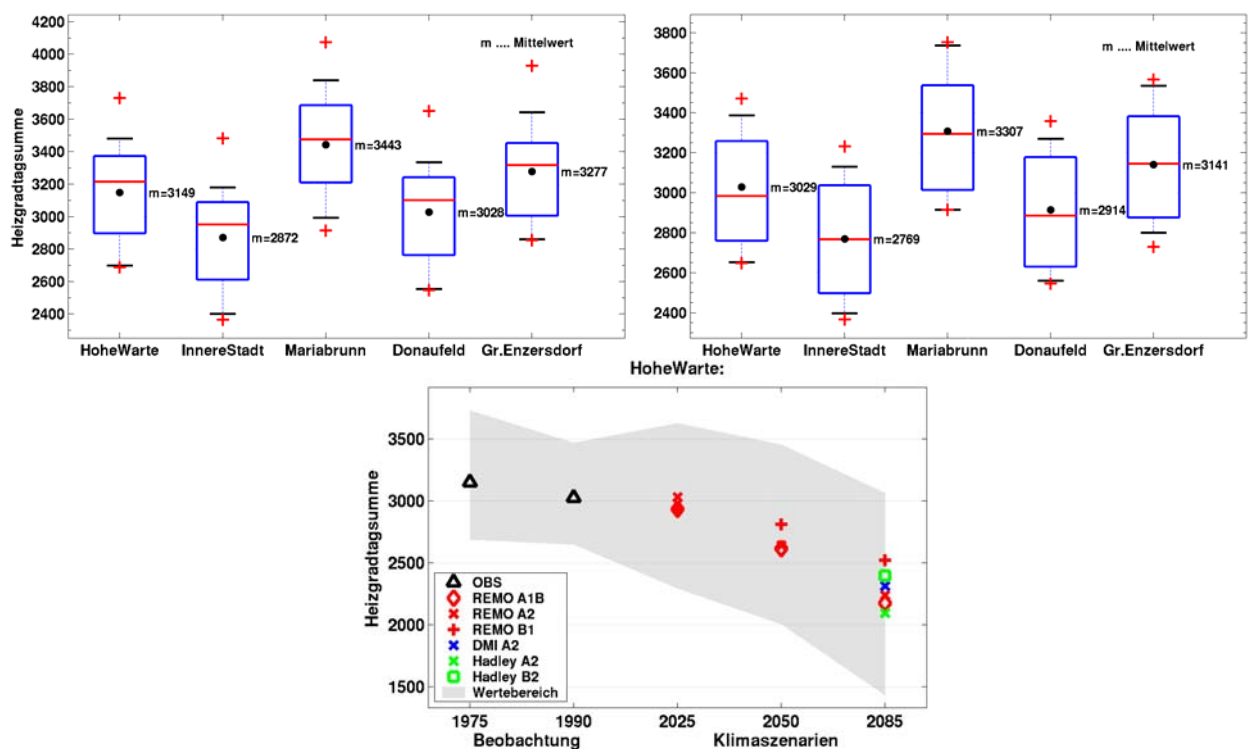 4200
4000
3800
3600
3400
3200
3000
2800
2600
2400
Heizgradtagsumme
m .... Mittelwert
m=3149
m=2872
m=3443
m=3028
m=3277
HoheWarte InnereStadt Mariabrunn Donaufeld Gr.Enzersdorf
3800
3600
3400
3200
3000
2800
2600
2400
m .... Mittelwert
m=3029
m=2769
m=3307
m=2914
m=3141
HoheWarte InnereStadt Mariabrunn Donaufeld Gr.Enzersdorf
HoheWarte:
3500
3000
2500
2000
1500
Heizgradtagsumme
OBS
REMO A1B
REMO A2
REMO B1
DMI A2
Hadley A2
Hadley B2
Wertebereich
1975 1990 2025 2050 2085
Beobachtung Klimaszenarien